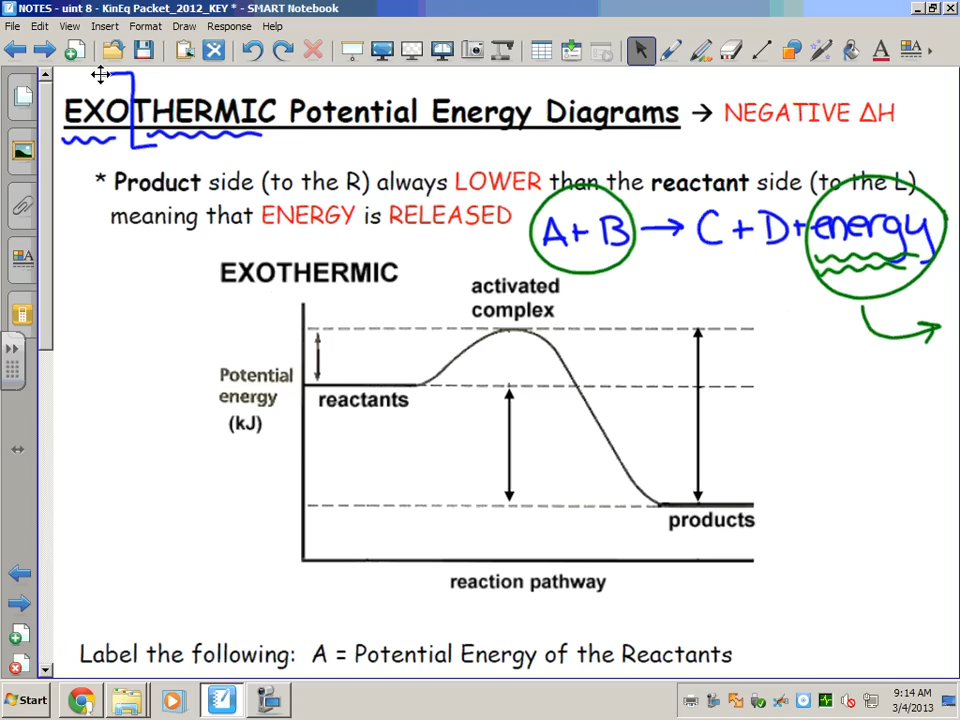 NOTES - uint 8 - KinEq Packet_2012_KEY * - SMART Notebook
File Edit View Insert Format Draw Response Help
EXOTHERMIC Potential Energy Diagrams → NEGATIVE ΔH
* Product side (to the R) always LOWER than the reactant side (to the L)
meaning that ENERGY is RELEASED
A + B → C + D + energy
EXOTHERMIC
activated
complex
Potential
energy
(kJ)
reactants
products
reaction pathway
Label the following: A = Potential Energy of the Reactants
Start
9:14 AM
3/4/2013